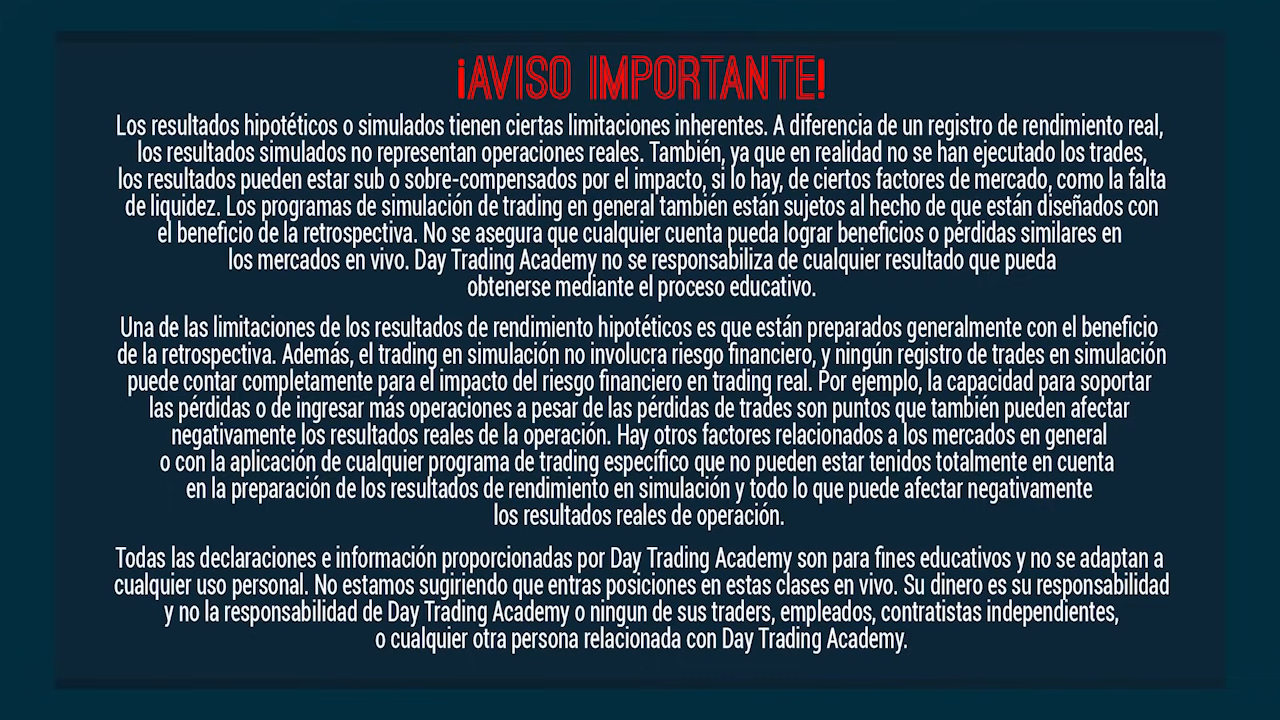 ¡AVISO IMPORTANTE!
Los resultados hipotéticos o simulados tienen ciertas limitaciones inherentes. A diferencia de un registro de rendimiento real,
los resultados simulados no representan operaciones reales. También, ya que en realidad no se han ejecutado los trades,
los resultados pueden estar sub o sobre-compensados por el impacto, si lo hay, de ciertos factores de mercado, como la falta
de liquidez. Los programas de simulación de trading en general también están sujetos al hecho de que están diseñados con
el beneficio de la retrospectiva. No se asegura que cualquier cuenta pueda lograr beneficios o pérdidas similares en
los mercados en vivo. Day Trading Academy no se responsabiliza de cualquier resultado que pueda
obtenerse mediante el proceso educativo.
Una de las limitaciones de los resultados de rendimiento hipotéticos es que están preparados generalmente con el beneficio
de la retrospectiva. Además, el trading en simulación no involucra riesgo financiero, y ningún registro de trades en simulación
puede contar completamente para el impacto del riesgo financiero en trading real. Por ejemplo, la capacidad para soportar
las pérdidas o de ingresar más operaciones a pesar de las pérdidas de trades son puntos que también pueden afectar
negativamente los resultados reales de la operación. Hay otros factores relacionados a los mercados en general
o con la aplicación de cualquier programa de trading específico que no pueden estar tenidos totalmente en cuenta
en la preparación de los resultados de rendimiento en simulación y todo lo que puede afectar negativamente
los resultados reales de operación.
Todas las declaraciones e información proporcionadas por Day Trading Academy son para fines educativos y no se adaptan a
cualquier uso personal. No estamos sugiriendo que entras posiciones en estas clases en vivo. Su dinero es su responsabilidad
y no la responsabilidad de Day Trading Academy o ningun de sus traders, empleados, contratistas independientes,
o cualquier otra persona relacionada con Day Trading Academy.